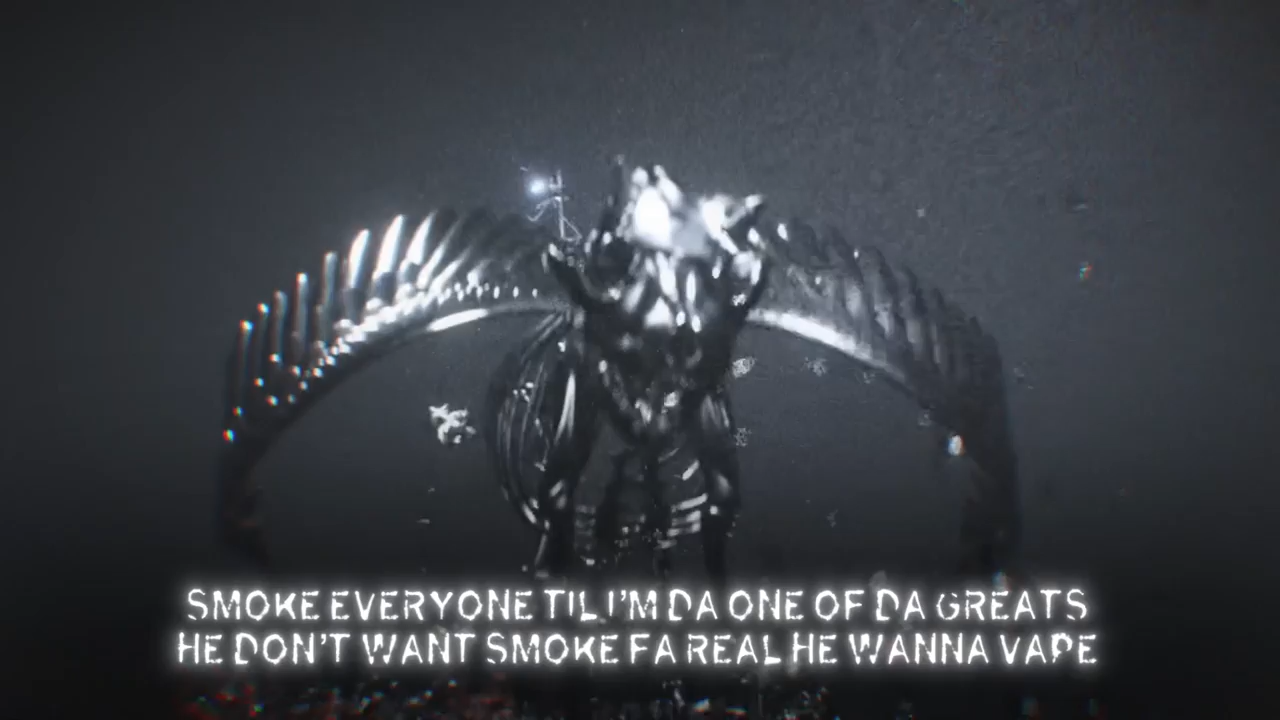 SMOKE EVERYONE TIL I'M DA ONE OF DA GREATS
HE DON'T WANT SMOKE FA REAL HE WANNA VAPE